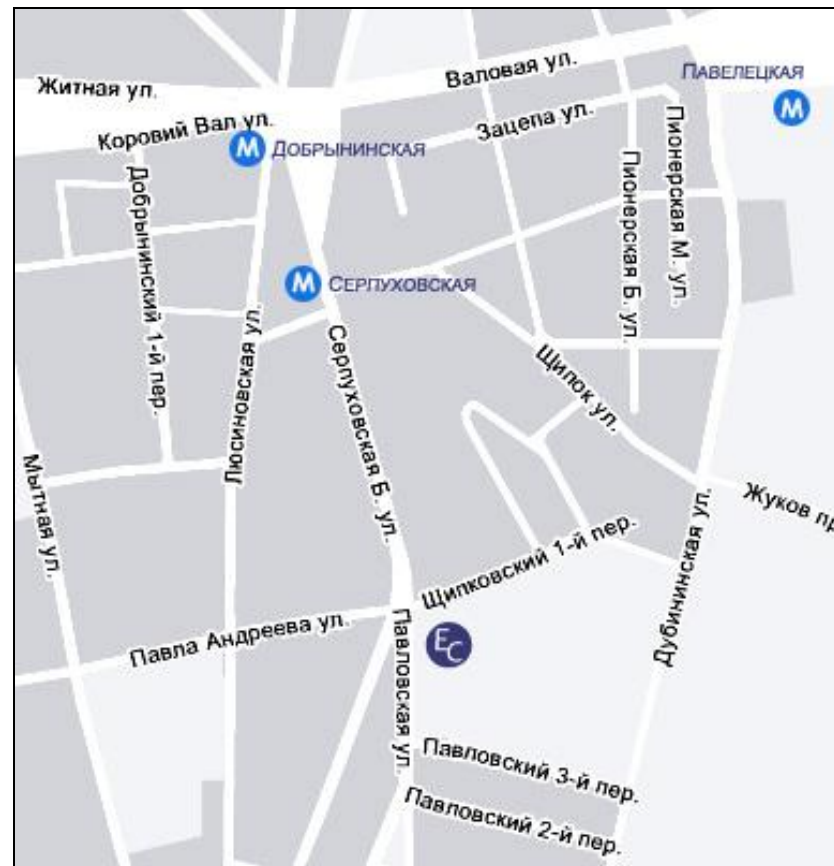 Житная ул.
Валовая ул.
ПАВЕЛЕЦКАЯ
М
Коровий Вал ул.
М ДОБРЫНИНСКАЯ
Зацепа ул.
Пионерская М. ул.
Пионерская Б. ул.
Добрынинский 1-й пер.
М СЕРПУХОВСКАЯ
Люсиновская ул.
Серпуховская Б. ул.
Щипок ул.
Мытная ул.
Жуков пр
Дубининская ул.
Щипковский 1-й пер.
Павла Андреева ул.
ЕС
Павловская ул.
Павловский 3-й пер.
Павловский 2-й пер.